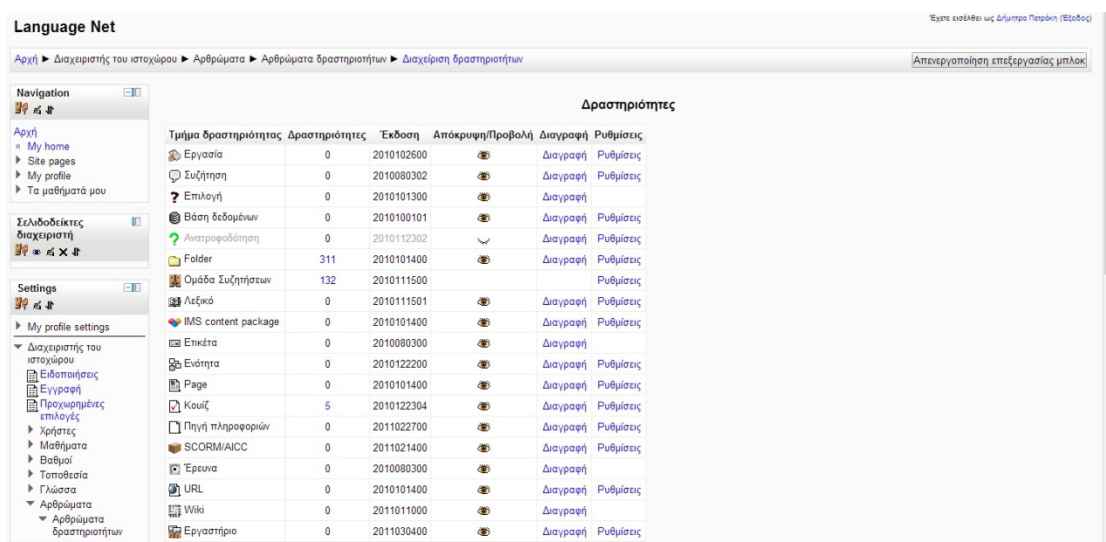 Language Net
Έχετε εισέλθει ως Δήμητρα Πετράκη (Έξοδος)
Αρχή ► Διαχειριστής του ιστοχώρου ► Αρθρώματα ► Αρθρώματα δραστηριοτήτων ► Διαχείριση δραστηριοτήτων
Απενεργοποίηση επεξεργασίας μπλοκ
Navigation
Αρχή
My home
Site pages
My profile
Τα μαθήματά μου
Σελιδοδείκτες
διαχειριστή
Settings
My profile settings
Διαχειριστής του
ιστοχώρου
Ειδοποιήσεις
Εγγραφή
Προχωρημένες
επιλογές
Χρήστες
Μαθήματα
Βαθμοί
Τοποθεσία
Γλώσσα
Αρθρώματα
Αρθρώματα
δραστηριοτήτων
Δραστηριότητες
Τμήμα δραστηριότητας Δραστηριότητες Έκδοση Απόκρυψη/Προβολή Διαγραφή Ρυθμίσεις
Εργασία 0 2010102600 Διαγραφή Ρυθμίσεις
Συζήτηση 0 2010080302 Διαγραφή Ρυθμίσεις
Επιλογή 0 2010101300 Διαγραφή
Βάση δεδομένων 0 2010100101 Διαγραφή Ρυθμίσεις
Ανατροφοδότηση 0 2010112302 Διαγραφή Ρυθμίσεις
Folder 311 2010101400 Διαγραφή Ρυθμίσεις
Ομάδα Συζητήσεων 132 2010111500 Ρυθμίσεις
Λεξικό 0 2010111501 Διαγραφή Ρυθμίσεις
IMS content package 0 2010101400 Διαγραφή Ρυθμίσεις
Ετικέτα 0 2010080300 Διαγραφή
Ενότητα 0 2010122200 Διαγραφή Ρυθμίσεις
Page 0 2010101400 Διαγραφή Ρυθμίσεις
Κουίζ 5 2010122304 Διαγραφή Ρυθμίσεις
Πηγή πληροφοριών 0 2011022700 Διαγραφή Ρυθμίσεις
SCORM/AICC 0 2011021400 Διαγραφή Ρυθμίσεις
Έρευνα 0 2010080300 Διαγραφή
URL 0 2010101400 Διαγραφή Ρυθμίσεις
Wiki 0 2011011000 Διαγραφή
Εργαστήριο 0 2011030400 Διαγραφή Ρυθμίσεις